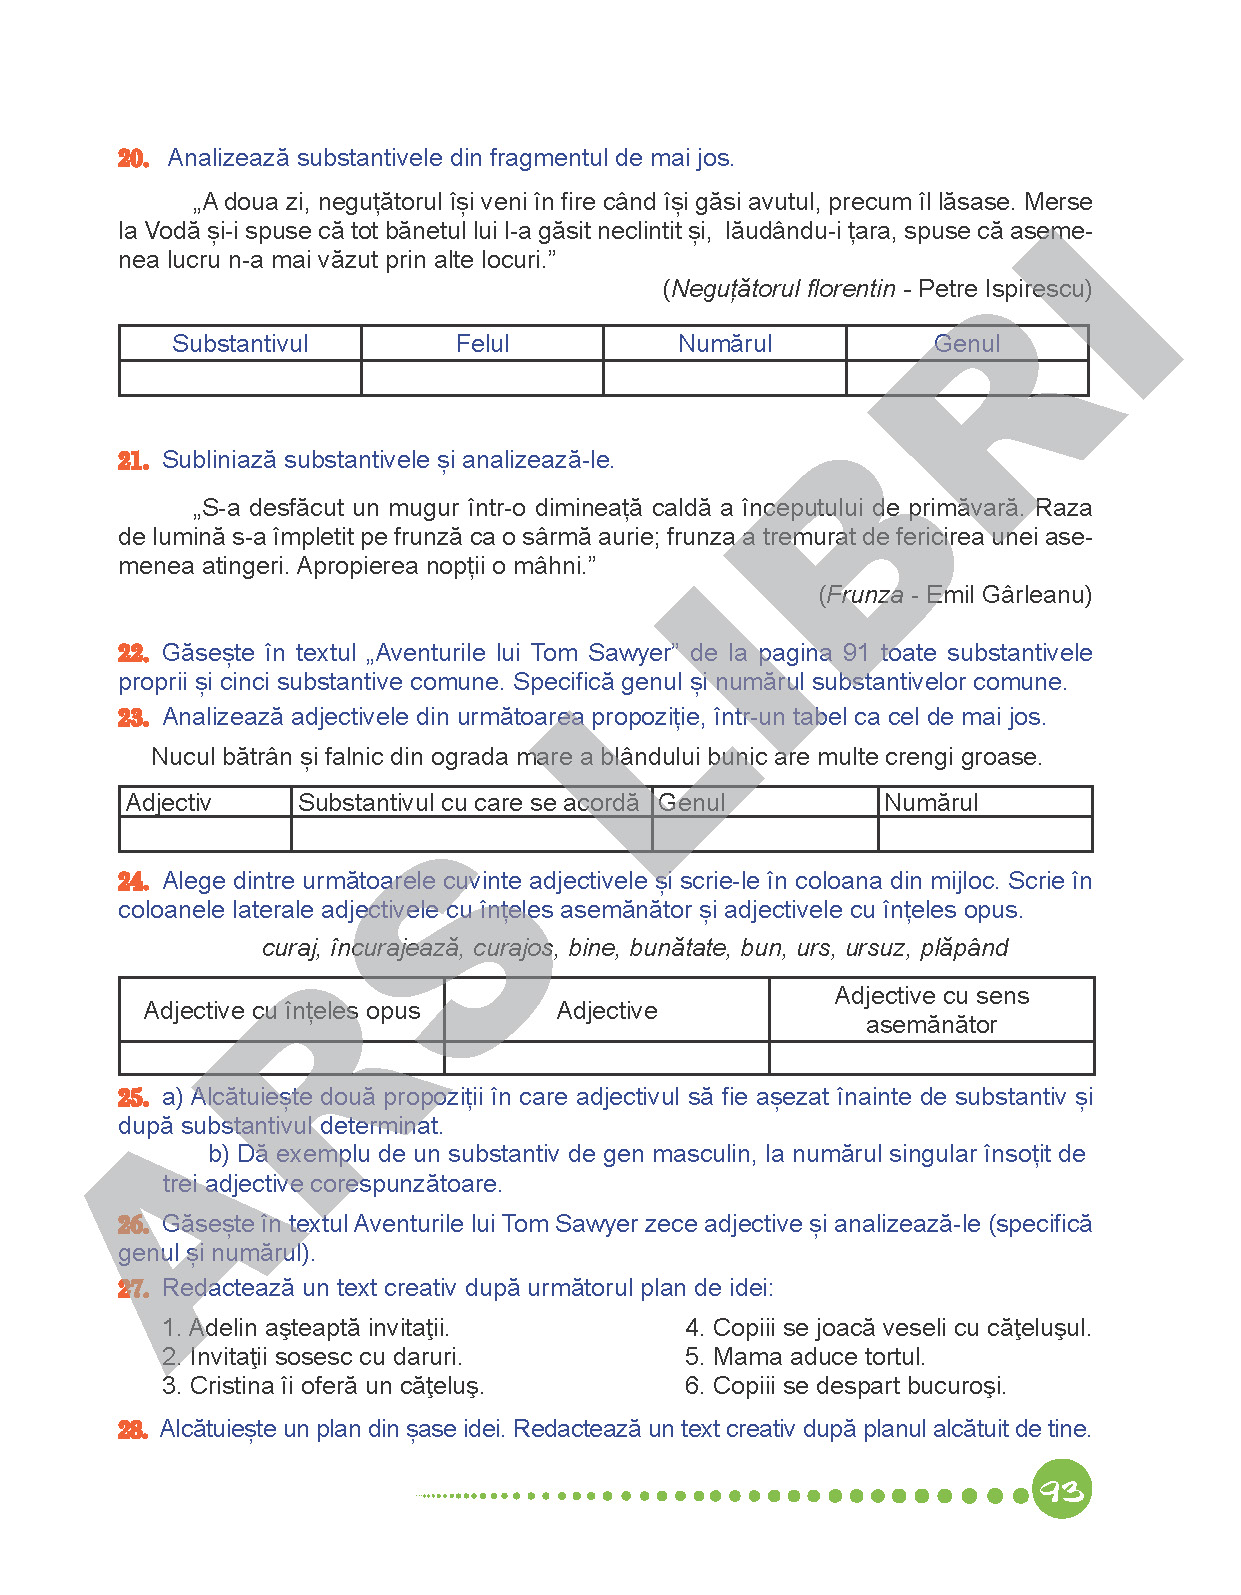 20. Analizează substantivele din fragmentul de mai jos.
„A doua zi, neguțătorul își veni în fire când își găsi avutul, precum îl lăsase. Merse
la Vodă și-i spuse că tot bănetul lui l-a găsit neclintit și, lăudându-i țara, spuse că aseme-
nea lucru n-a mai văzut prin alte locuri.”
(Neguțătorul florentin - Petre Ispirescu)
Substantivul Felul Numărul Genul
21. Subliniază substantivele și analizează-le.
„S-a desfăcut un mugur într-o dimineață caldă a începutului de primăvară. Raza
de lumină s-a împletit pe frunză ca o sârmă aurie; frunza a tremurat de fericirea unei ase-
menea atingeri. Apropierea nopții o mâhni.”
(Frunza - Emil Gârleanu)
22. Găsește în textul „Aventurile lui Tom Sawyer” de la pagina 91 toate substantivele
proprii și cinci substantive comune. Specifică genul și numărul substantivelor comune.
23. Analizează adjectivele din următoarea propoziție, într-un tabel ca cel de mai jos.
Nucul bătrân și falnic din ograda mare a blândului bunic are multe crengi groase.
Adjectiv Substantivul cu care se acordă Genul Numărul
24. Alege dintre următoarele cuvinte adjectivele și scrie-le în coloana din mijloc. Scrie în
coloanele laterale adjectivele cu înțeles asemănător și adjectivele cu înțeles opus.
curaj, încurajează, curajos, bine, bunătate, bun, urs, ursuz, plăpând
Adjective cu înțeles opus Adjective Adjective cu sens
asemănător
25. a) Alcătuiește două propoziții în care adjectivul să fie așezat înainte de substantiv și
după substantivul determinat.
b) Dă exemplu de un substantiv de gen masculin, la numărul singular însoțit de
trei adjective corespunzătoare.
26. Găsește în textul Aventurile lui Tom Sawyer zece adjective și analizează-le (specifică
genul și numărul).
27. Redactează un text creativ după următorul plan de idei:
1. Adelin aşteaptă invitaţii.
2. Invitaţii sosesc cu daruri.
3. Cristina îi oferă un căţeluş.
4. Copiii se joacă veseli cu căţeluşul.
5. Mama aduce tortul.
6. Copiii se despart bucuroşi.
28. Alcătuiește un plan din șase idei. Redactează un text creativ după planul alcătuit de tine.
93
ARS LIBRI